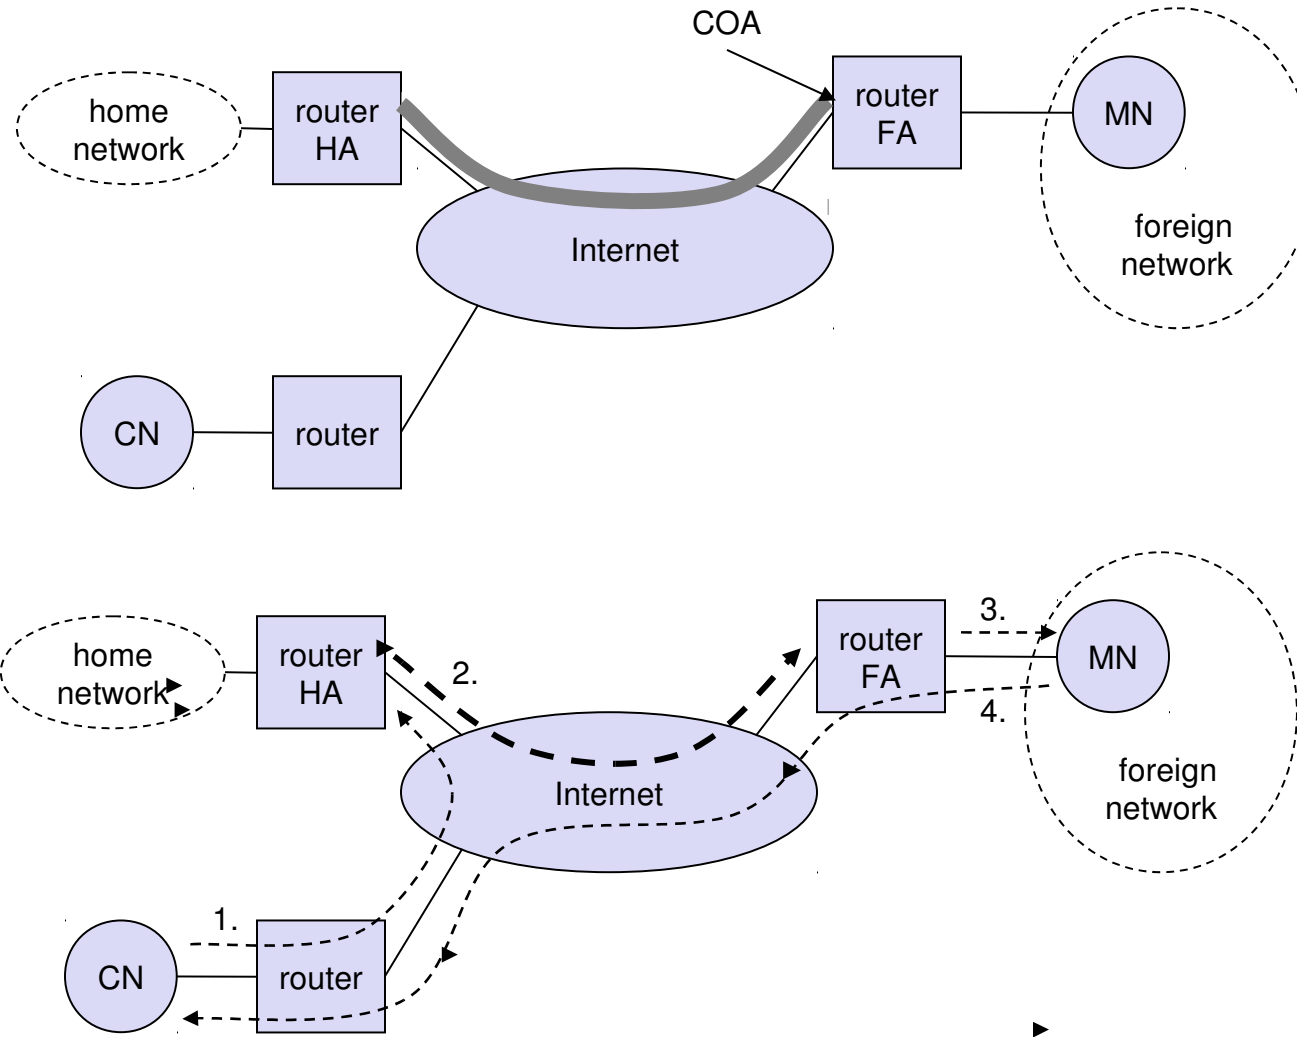 COA
home
network
router
HA
router
FA
MN
foreign
network
Internet
CN
router
home
network
router
HA
2.
router
FA
3.
MN
4.
foreign
network
Internet
1.
CN
router